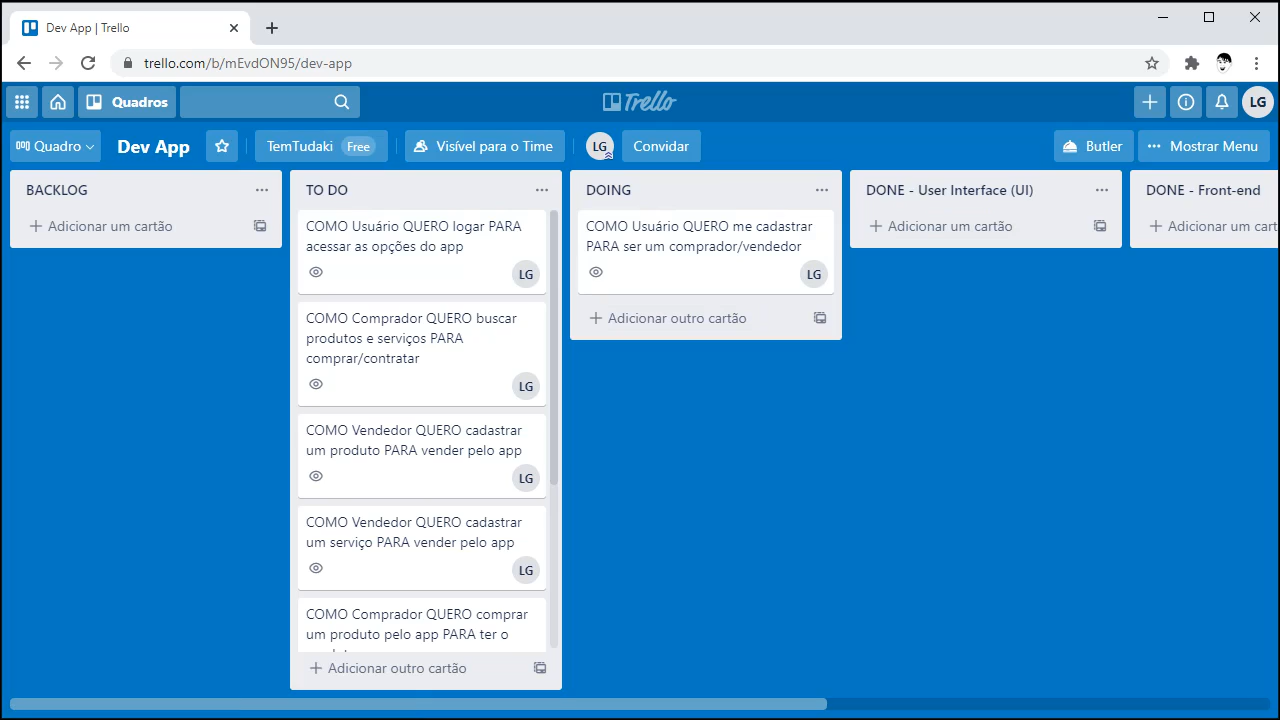 Dev App | Trello
trello.com/b/mEvdON95/dev-app
Quadros
Trello
LG
Quadro
Dev App
TemTudaki Free
Visível para o Time
LG
Convidar
Butler
Mostrar Menu
BACKLOG
Adicionar um cartão
TO DO
COMO Usuário QUERO logar PARA
acessar as opções do app
LG
COMO Comprador QUERO buscar
produtos e serviços PARA
comprar/contratar
LG
COMO Vendedor QUERO cadastrar
um produto PARA vender pelo app
LG
COMO Vendedor QUERO cadastrar
um serviço PARA vender pelo app
LG
COMO Comprador QUERO comprar
um produto pelo app PARA ter o
Adicionar outro cartão
DOING
COMO Usuário QUERO me cadastrar
PARA ser um comprador/vendedor
LG
Adicionar outro cartão
DONE - User Interface (UI)
Adicionar um cartão
DONE - Front-end
Adicionar um cart